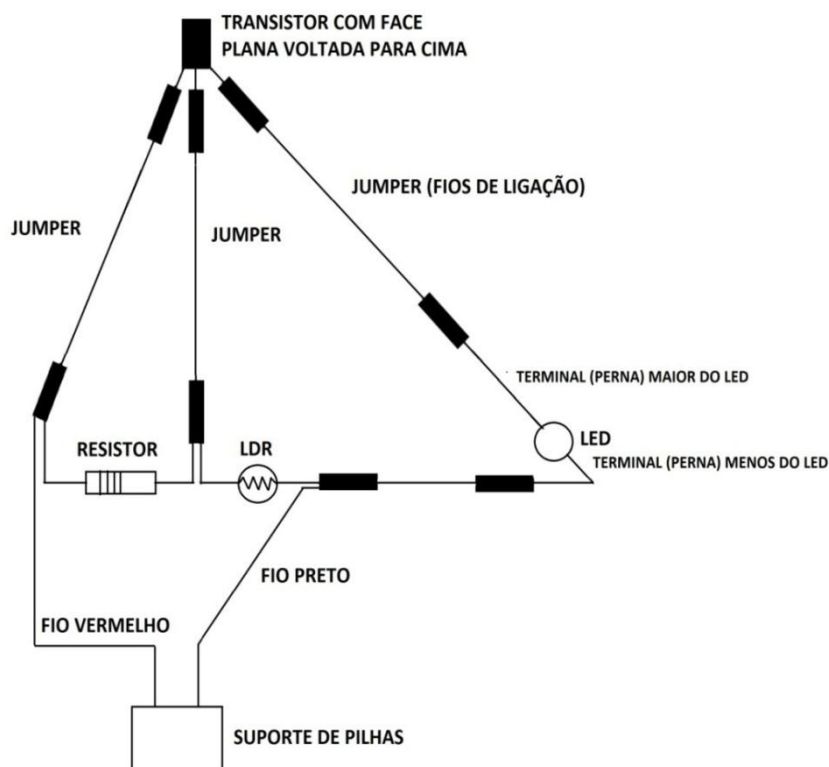 TRANSISTOR COM FACE
PLANA VOLTADA PARA CIMA
JUMPER (FIOS DE LIGAÇÃO)
JUMPER
JUMPER
TERMINAL (PERNA) MAIOR DO LED
RESISTOR
LDR
LED
TERMINAL (PERNA) MENOS DO LED
FIO PRETO
FIO VERMELHO
SUPORTE DE PILHAS